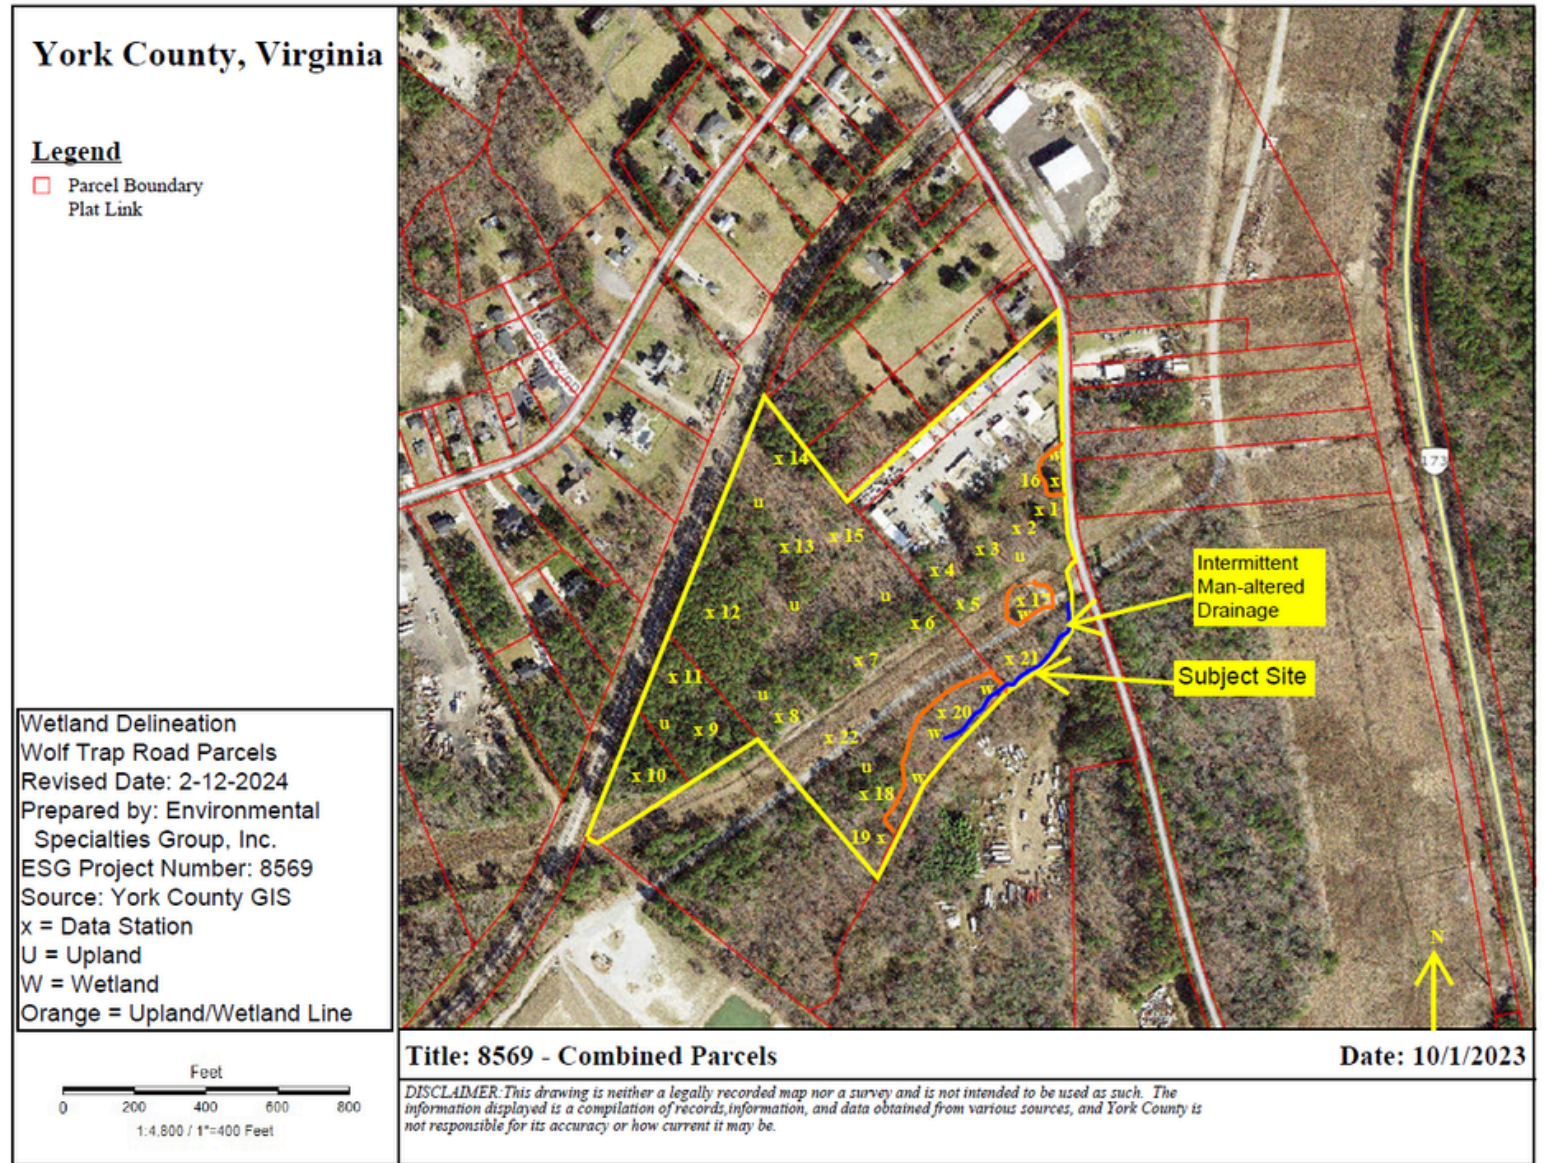 York County, Virginia
Legend
Parcel Boundary
Plat Link
Wetland Delineation
Wolf Trap Road Parcels
Revised Date: 2-12-2024
Prepared by: Environmental
Specialties Group, Inc.
ESG Project Number: 8569
Source: York County GIS
x = Data Station
U = Upland
W = Wetland
Orange = Upland/Wetland Line
Feet
0 200 400 600 800
1:4,800 / 1"=400 Feet
173
x 14
u
x 13
x 15
w
16 x
x 1
x 2
x 3
u
x 4
x 5
w
x 6
u
u
x 12
x 7
x 11
x 21
u
x 8
u
x 9
x 10
w
x 20
w
x 22
u
w
x 18
19 x
Intermittent
Man-altered
Drainage
Subject Site
N
Title: 8569 - Combined Parcels
Date: 10/1/2023
DISCLAIMER:This drawing is neither a legally recorded map nor a survey and is not intended to be used as such. The
information displayed is a compilation of records,information, and data obtained from various sources, and York County is
not responsible for its accuracy or how current it may be.